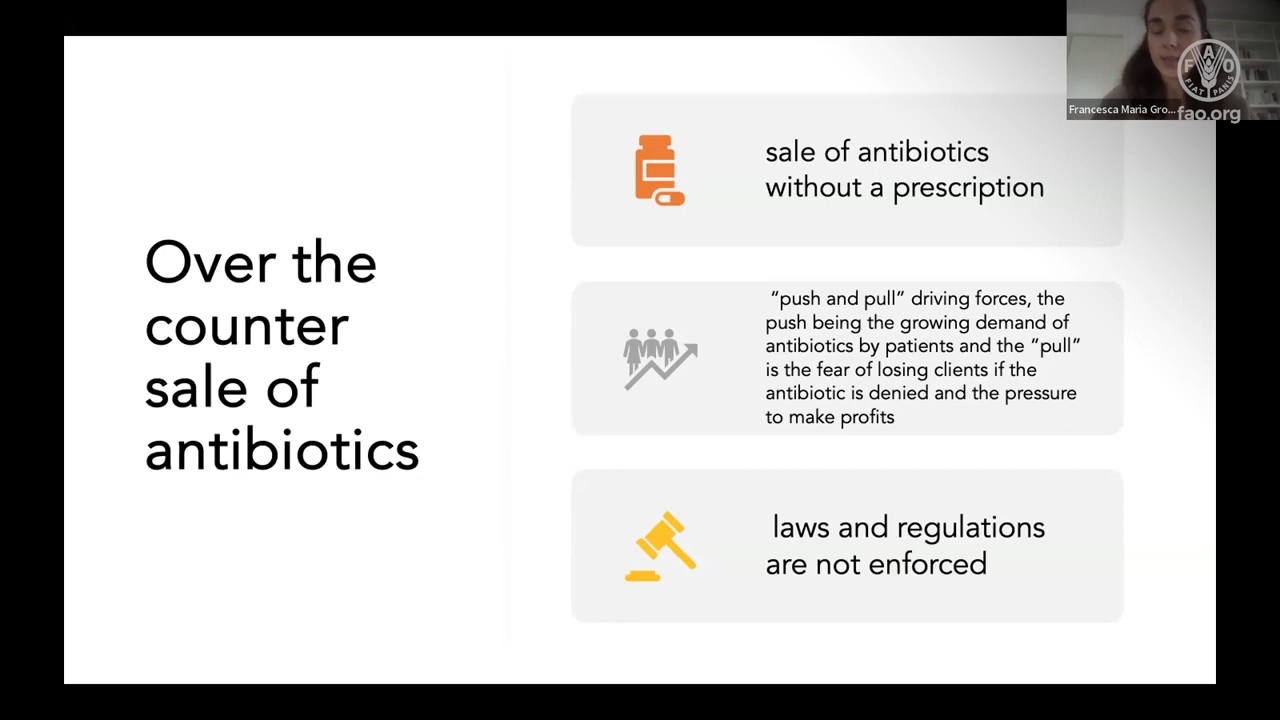 Over the
counter
sale of
antibiotics
sale of antibiotics
without a prescription
“push and pull” driving forces, the
push being the growing demand of
antibiotics by patients and the “pull”
is the fear of losing clients if the
antibiotic is denied and the pressure
to make profits
laws and regulations
are not enforced
Francesca Maria Gro...
F A O
FIAT PANIS
fao.org